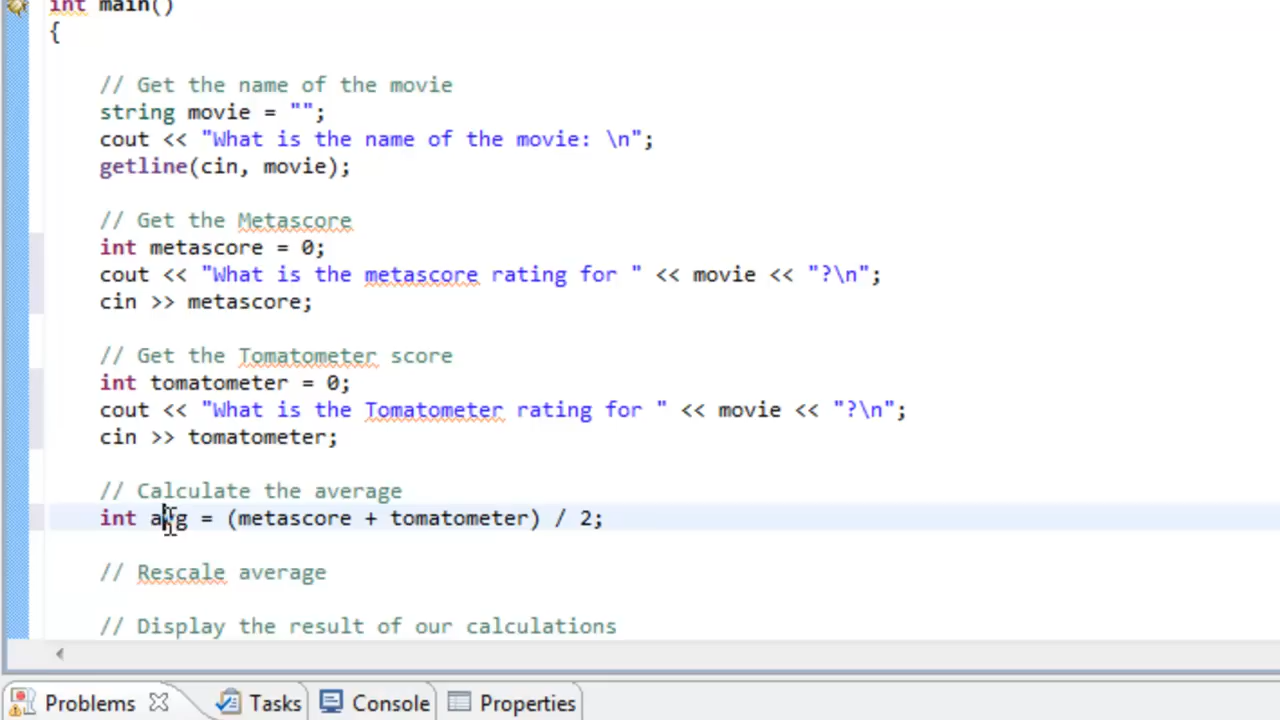 int main()
{
// Get the name of the movie
string movie = "";
cout << "What is the name of the movie: \n";
getline(cin, movie);
// Get the Metascore
int metascore = 0;
cout << "What is the metascore rating for " << movie << "?\n";
cin >> metascore;
// Get the Tomatometer score
int tomatometer = 0;
cout << "What is the Tomatometer rating for " << movie << "?\n";
cin >> tomatometer;
// Calculate the average
int avg = (metascore + tomatometer) / 2;
// Rescale average
// Display the result of our calculations
Problems Tasks Console Properties